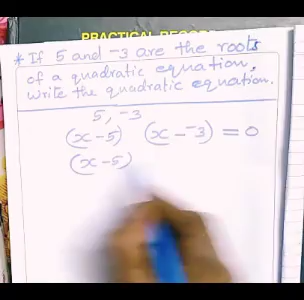 PRACTICAL RECORD
* If 5 and -3 are the roots
of a quadratic equation,
write the quadratic equation.
5, -3
(x-5) (x--3) = 0
(x-5)